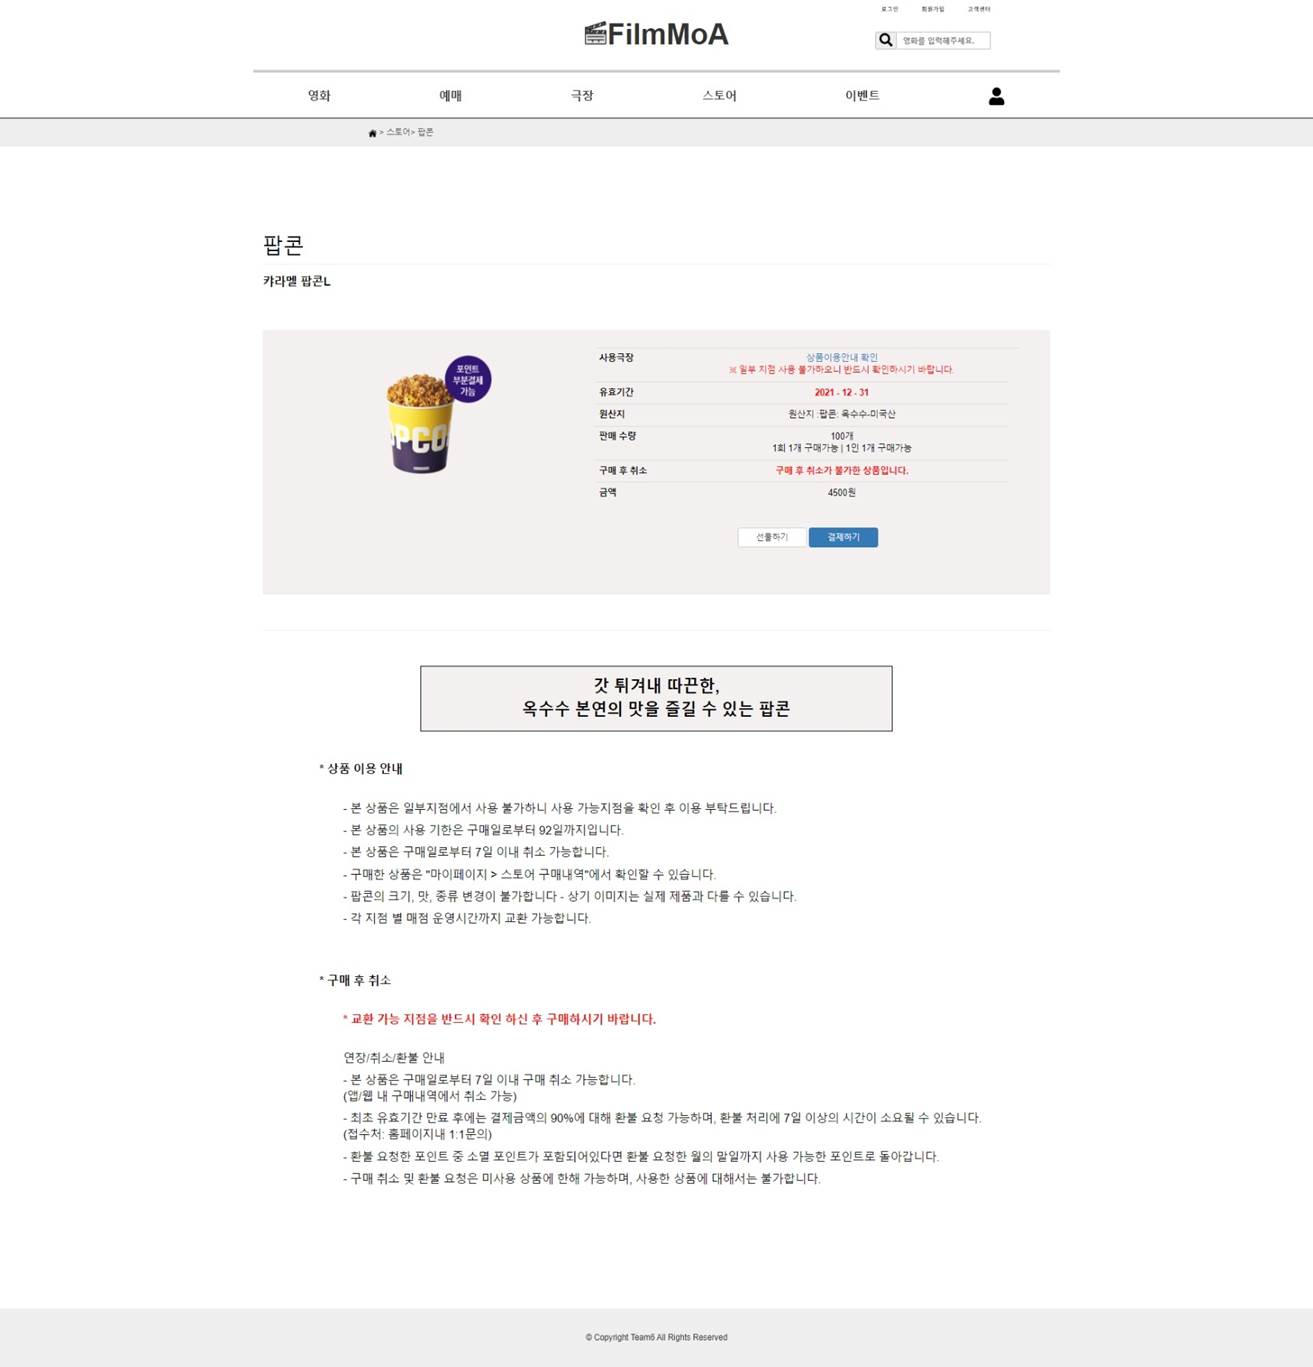 로그인 회원가입 고객센터
FilmMoA
영화를 입력해주세요.
영화 예매 극장 스토어 이벤트
> 스토어> 팝콘
팝콘
캬라멜 팝콘L
포인트
부분결제
가능
PCO
사용극장 상품이용안내 확인
※ 일부 지점 사용 불가하오니 반드시 확인하시기 바랍니다.
유효기간 2021 - 12 - 31
원산지 원산지 :팝콘: 옥수수-미국산
판매 수량 100개
1회 1개 구매가능 | 1인 1개 구매가능
구매 후 취소 구매 후 취소가 불가한 상품입니다.
금액 4500원
선물하기 결제하기
갓 튀겨내 따끈한,
옥수수 본연의 맛을 즐길 수 있는 팝콘
* 상품 이용 안내
- 본 상품은 일부지점에서 사용 불가하니 사용 가능지점을 확인 후 이용 부탁드립니다.
- 본 상품의 사용 기한은 구매일로부터 92일까지입니다.
- 본 상품은 구매일로부터 7일 이내 취소 가능합니다.
- 구매한 상품은 "마이페이지 > 스토어 구매내역"에서 확인할 수 있습니다.
- 팝콘의 크기, 맛, 종류 변경이 불가합니다 - 상기 이미지는 실제 제품과 다를 수 있습니다.
- 각 지점 별 매점 운영시간까지 교환 가능합니다.
* 구매 후 취소
* 교환 가능 지점을 반드시 확인 하신 후 구매하시기 바랍니다.
연장/취소/환불 안내
- 본 상품은 구매일로부터 7일 이내 구매 취소 가능합니다.
(앱/웹 내 구매내역에서 취소 가능)
- 최초 유효기간 만료 후에는 결제금액의 90%에 대해 환불 요청 가능하며, 환불 처리에 7일 이상의 시간이 소요될 수 있습니다.
(접수처: 홈페이지내 1:1문의)
- 환불 요청한 포인트 중 소멸 포인트가 포함되어있다면 환불 요청한 월의 말일까지 사용 가능한 포인트로 돌아갑니다.
- 구매 취소 및 환불 요청은 미사용 상품에 한해 가능하며, 사용한 상품에 대해서는 불가합니다.
© Copyright Team6 All Rights Reserved